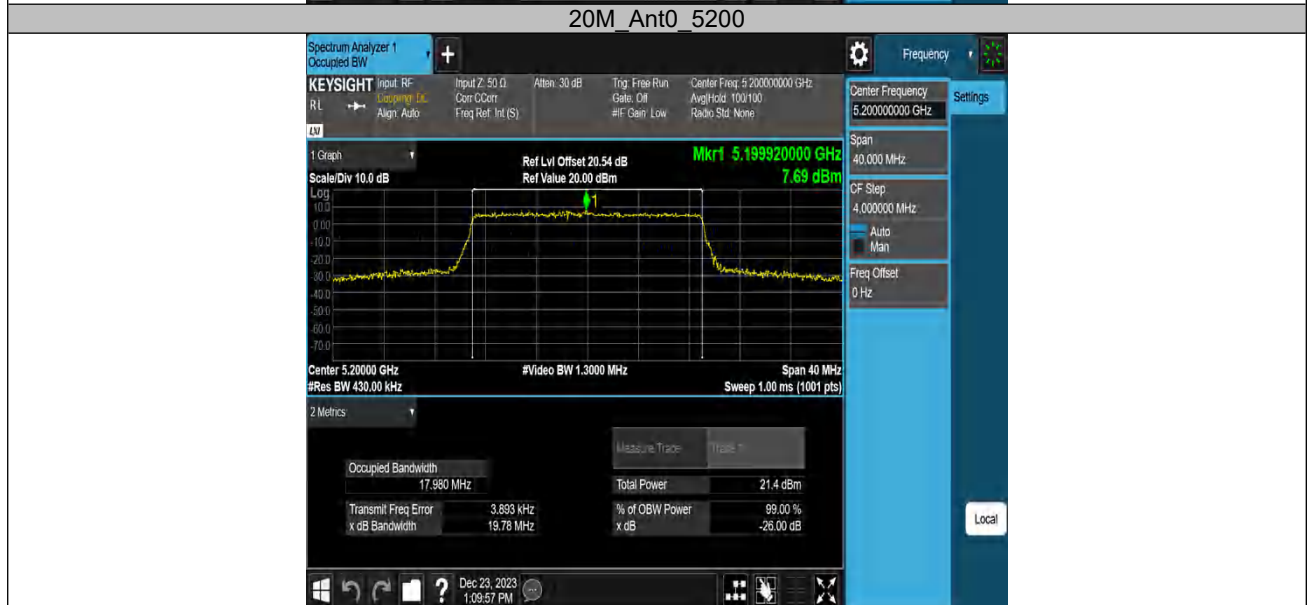 20M_Ant0_5200
Spectrum Analyzer 1
Occupied BW
Frequency
KEYSIGHT
Input: RF
Input Z: 50 Ω
Atten: 30 dB
Trig: Free Run
Center Freq: 5.200000000 GHz
RL
Coupling: DC
Corr CCorr
Gate: Off
Avg|Hold: 100/100
Align: Auto
Freq Ref: Int (S)
#IF Gain: Low
Radio Std: None
LXI
Center Frequency
5.200000000 GHz
Settings
Span
40.000 MHz
CF Step
4.000000 MHz
Auto
Man
Freq Offset
0 Hz
1 Graph
Ref Lvl Offset 20.54 dB
Mkr1 5.199920000 GHz
Scale/Div 10.0 dB
Ref Value 20.00 dBm
7.69 dBm
Log
1
10.0
0.00
-10.0
-20.0
-30.0
-40.0
-50.0
-60.0
-70.0
Center 5.20000 GHz
#Video BW 1.3000 MHz
Span 40 MHz
#Res BW 430.00 kHz
Sweep 1.00 ms (1001 pts)
2 Metrics
Measure Trace
Trace 1
Occupied Bandwidth
17.980 MHz
Total Power
21.4 dBm
Transmit Freq Error
3.893 kHz
% of OBW Power
99.00 %
x dB Bandwidth
19.78 MHz
x dB
-26.00 dB
Local
?
Dec 23, 2023
1:09:57 PM